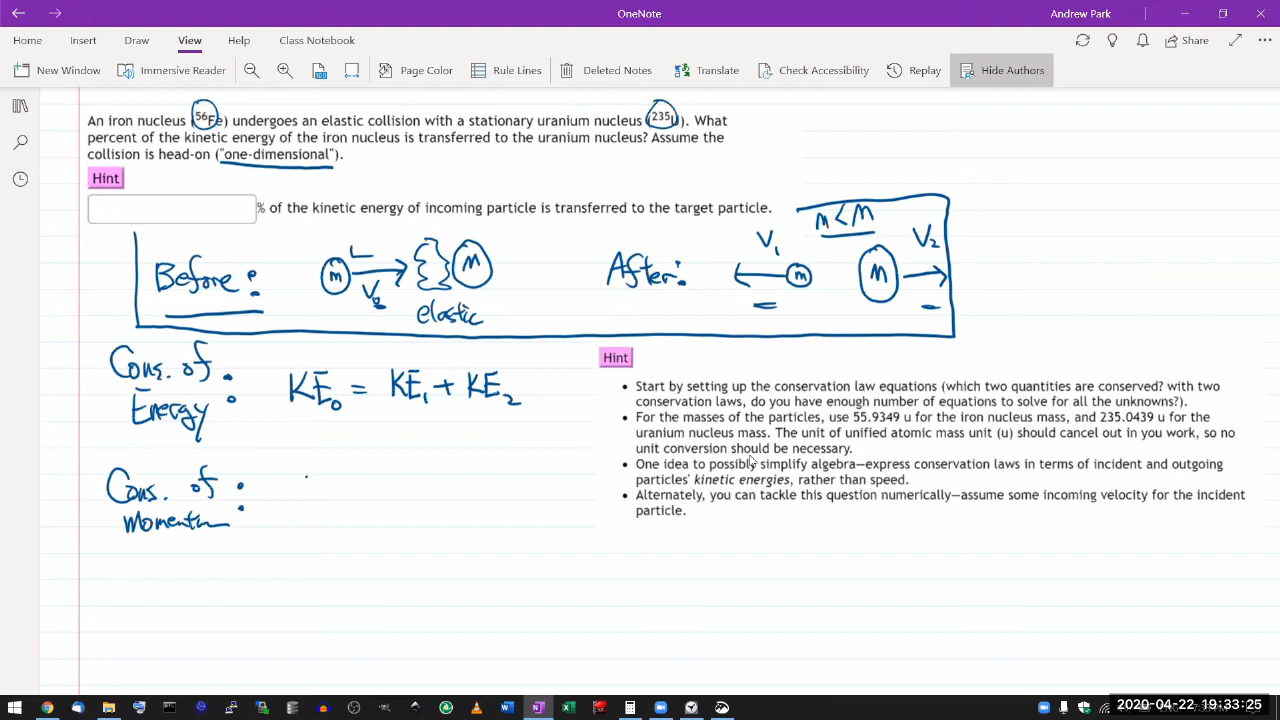 OneNote
Andrew Park
Home Insert Draw View Help Class Notebook
Share
New Window Immersive Reader Page Color Rule Lines Deleted Notes Translate Check Accessibility Replay Hide Authors
An iron nucleus (56Fe) undergoes an elastic collision with a stationary uranium nucleus (235U). What
percent of the kinetic energy of the iron nucleus is transferred to the uranium nucleus? Assume the
collision is head-on ("one-dimensional").
Hint
% of the kinetic energy of incoming particle is transferred to the target particle.
m < M
Before: m V0 M
elastic
After: V1 m M V2
Cons. of
Energy: KE0 = KE1 + KE2
Hint
• Start by setting up the conservation law equations (which two quantities are conserved? with two
conservation laws, do you have enough number of equations to solve for all the unknowns?).
• For the masses of the particles, use 55.9349 u for the iron nucleus mass, and 235.0439 u for the
uranium nucleus mass. The unit of unified atomic mass unit (u) should cancel out in you work, so no
unit conversion should be necessary.
• One idea to possibly simplify algebra—express conservation laws in terms of incident and outgoing
particles' kinetic energies, rather than speed.
• Alternately, you can tackle this question numerically—assume some incoming velocity for the incident
particle.
Cons. of :
Momentum
2020-04-22 19:33:25